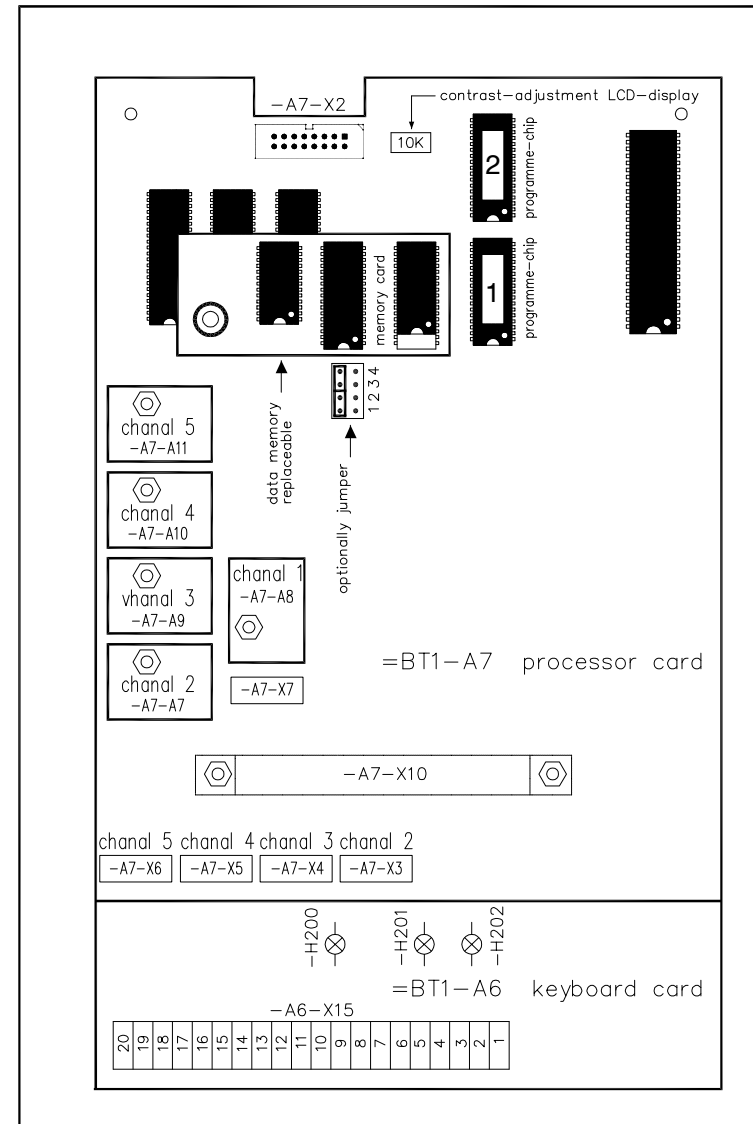 -A7-X2
contrast-adjustment LCD-display
10K
2
programme-chip
1
programme-chip
memory card
1 2 3 4
data memory
replaceable
optionally jumper
chanal 5
-A7-A11
chanal 4
-A7-A10
vhanal 3
-A7-A9
chanal 2
-A7-A7
chanal 1
-A7-A8
-A7-X7
=BT1-A7 processor card
-A7-X10
chanal 5 chanal 4 chanal 3 chanal 2
-A7-X6 -A7-X5 -A7-X4 -A7-X3
-H200
-H201
-H202
=BT1-A6 keyboard card
-A6-X15
20 19 18 17 16 15 14 13 12 11 10 9 8 7 6 5 4 3 2 1